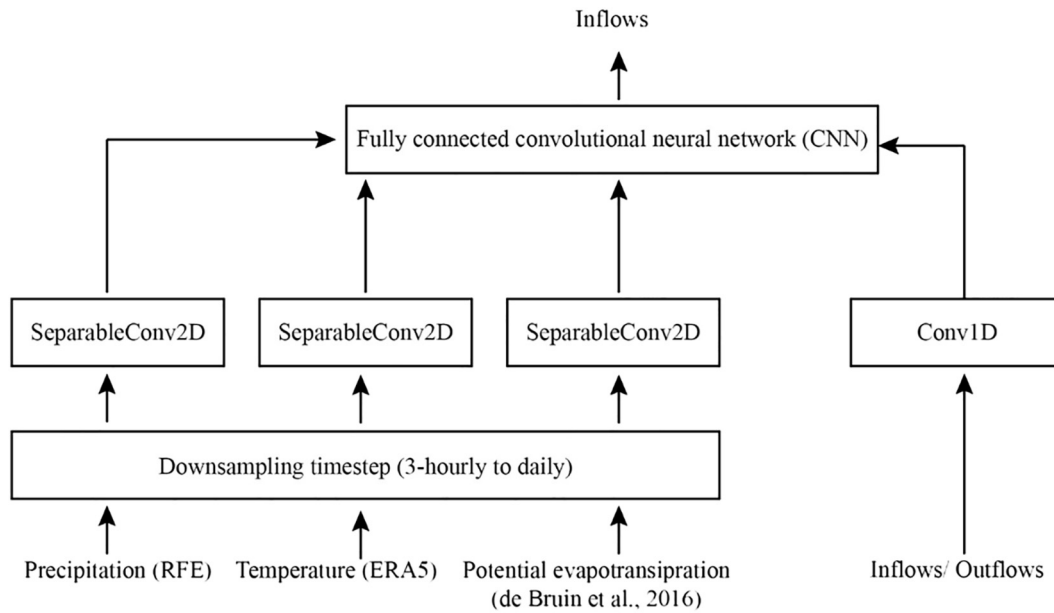 Inflows
Fully connected convolutional neural network (CNN)
SeparableConv2D
SeparableConv2D
SeparableConv2D
Conv1D
Downsampling timestep (3-hourly to daily)
Precipitation (RFE)
Temperature (ERA5)
Potential evapotransipration
(de Bruin et al., 2016)
Inflows/ Outflows